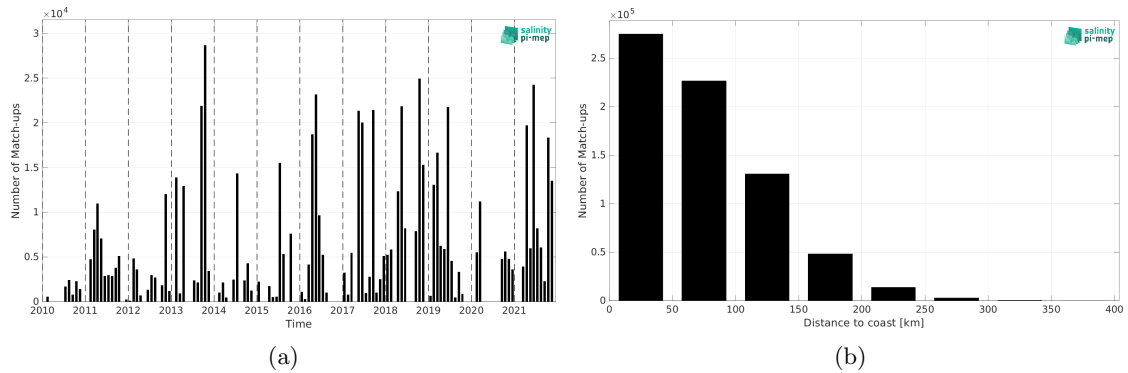 3 ×10⁴
salinity
pi-mep
2.5
2
1.5
1
0.5
0
Number of Match-ups
2010 2011 2012 2013 2014 2015 2016 2017 2018 2019 2020 2021
Time
(a)
×10⁵
salinity
pi-mep
2.5
2
1.5
1
0.5
0
Number of Match-ups
0 50 100 150 200 250 300 350 400
Distance to coast [km]
(b)